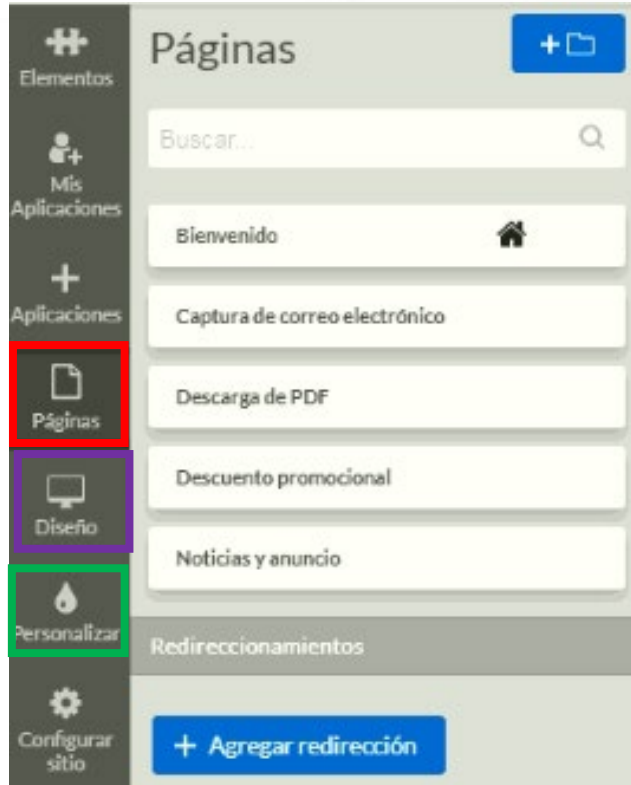 Elementos
Mis
Aplicaciones
Aplicaciones
Páginas
Diseño
Personalizar
Configurar
sitio
Páginas
Buscar...
Bienvenido
Captura de correo electrónico
Descarga de PDF
Descuento promocional
Noticias y anuncio
Redireccionamientos
+ Agregar redirección